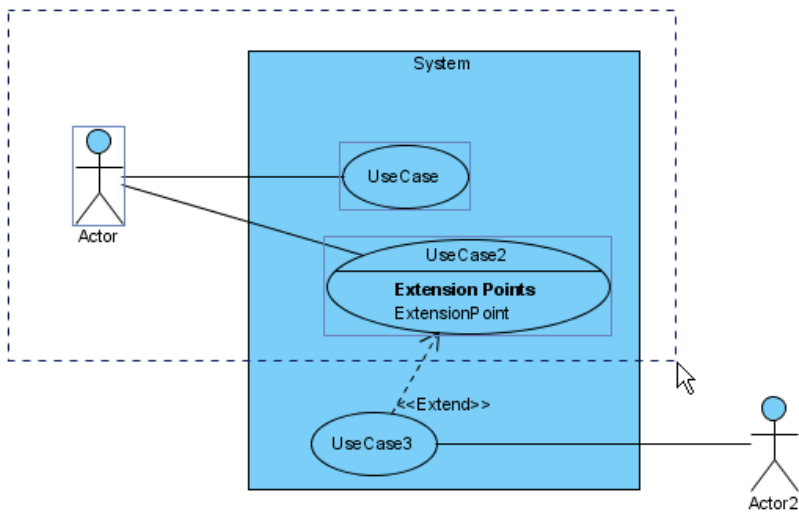 System
UseCase
Actor
UseCase2
Extension Points
ExtensionPoint
<<Extend>>
UseCase3
Actor2